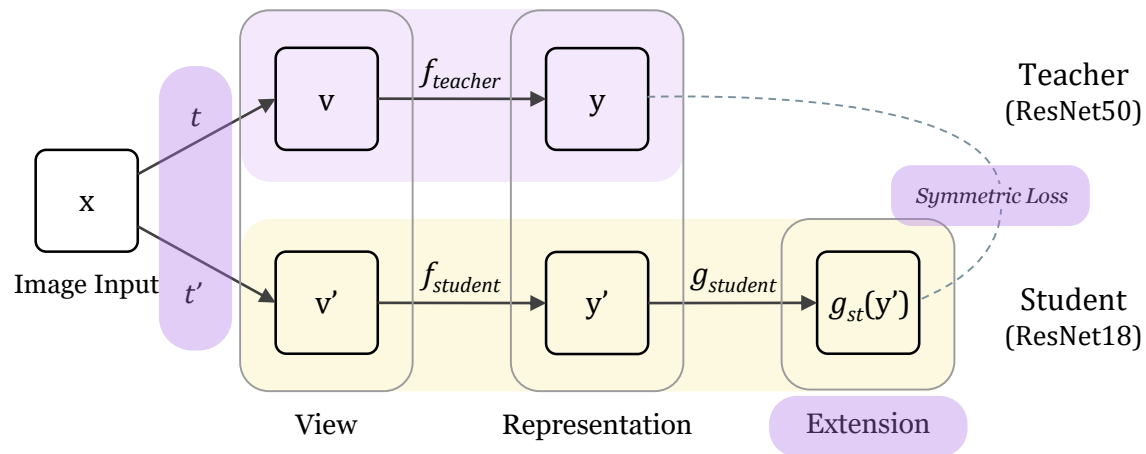 t
v
f_teacher
y
Teacher
(ResNet50)
x
Image Input
Symmetric Loss
t’
v’
f_student
y’
g_student
g_st(y’)
Student
(ResNet18)
View
Representation
Extension